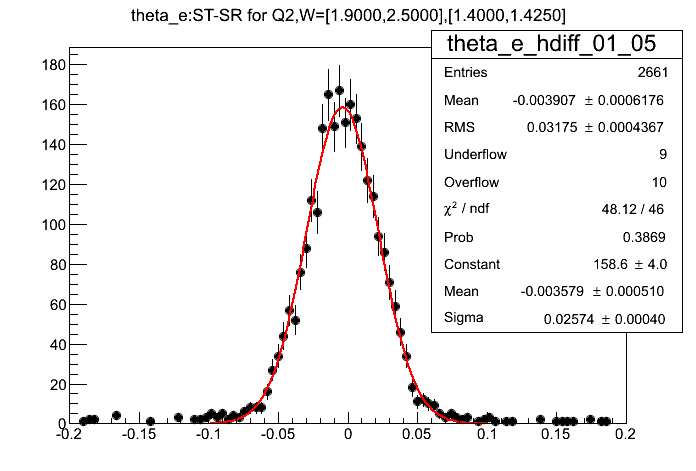 theta_e:ST-SR for Q2,W=[1.9000,2.5000],[1.4000,1.4250]
theta_e_hdiff_01_05
Entries 2661
Mean -0.003907 ± 0.0006176
RMS 0.03175 ± 0.0004367
Underflow 9
Overflow 10
χ² / ndf 48.12 / 46
Prob 0.3869
Constant 158.6 ± 4.0
Mean -0.003579 ± 0.000510
Sigma 0.02574 ± 0.00040
180
160
140
120
100
80
60
40
20
0
-0.2 -0.15 -0.1 -0.05 0 0.05 0.1 0.15 0.2